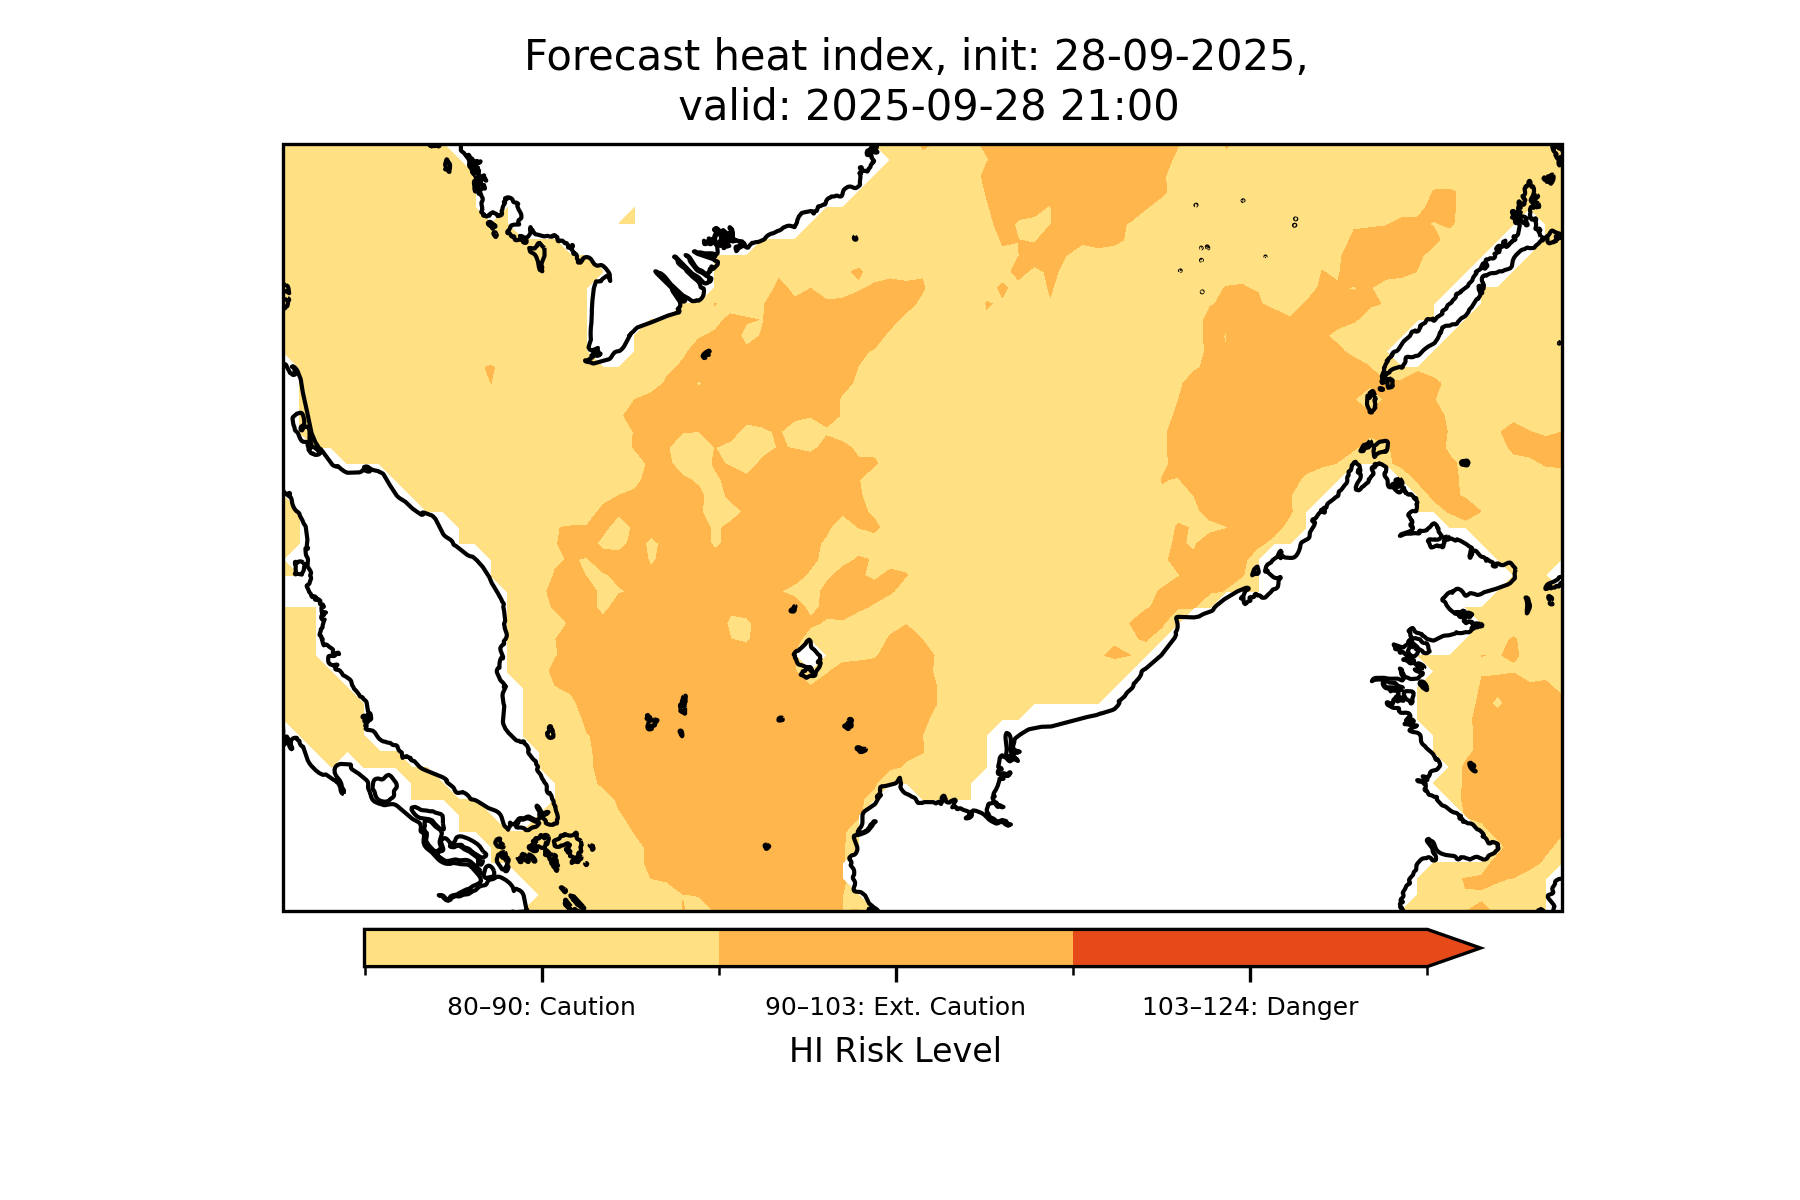 Forecast heat index, init: 28-09-2025,
valid: 2025-09-28 21:00
80–90: Caution
90–103: Ext. Caution
103–124: Danger
HI Risk Level